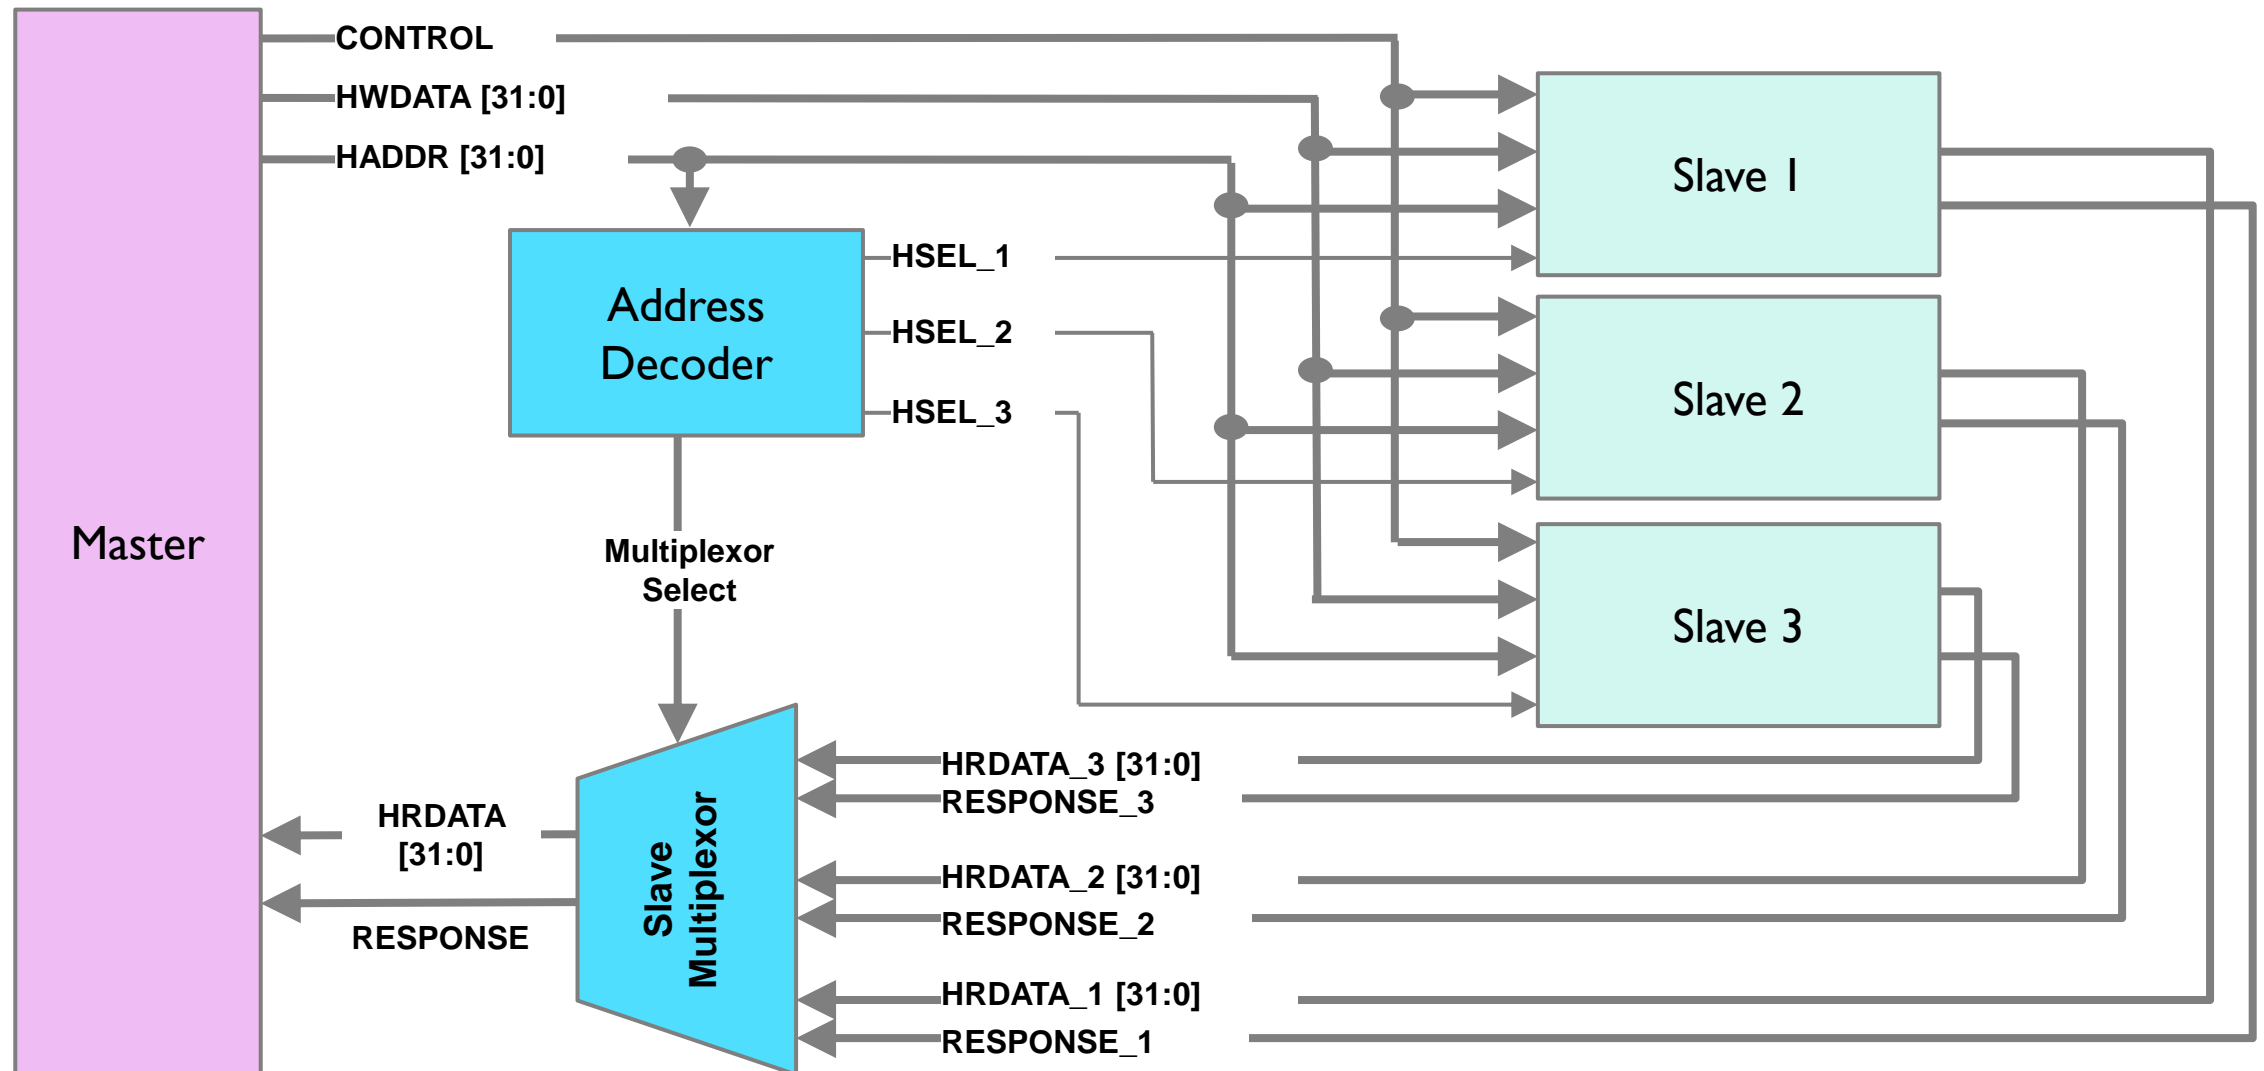 CONTROL
HWDATA [31:0]
HADDR [31:0]
Slave 1
HSEL_1
Address
Decoder
HSEL_2
HSEL_3
Slave 2
Master
Multiplexor
Select
Slave 3
HRDATA_3 [31:0]
RESPONSE_3
HRDATA
[31:0]
RESPONSE
Slave
Multiplexor
HRDATA_2 [31:0]
RESPONSE_2
HRDATA_1 [31:0]
RESPONSE_1